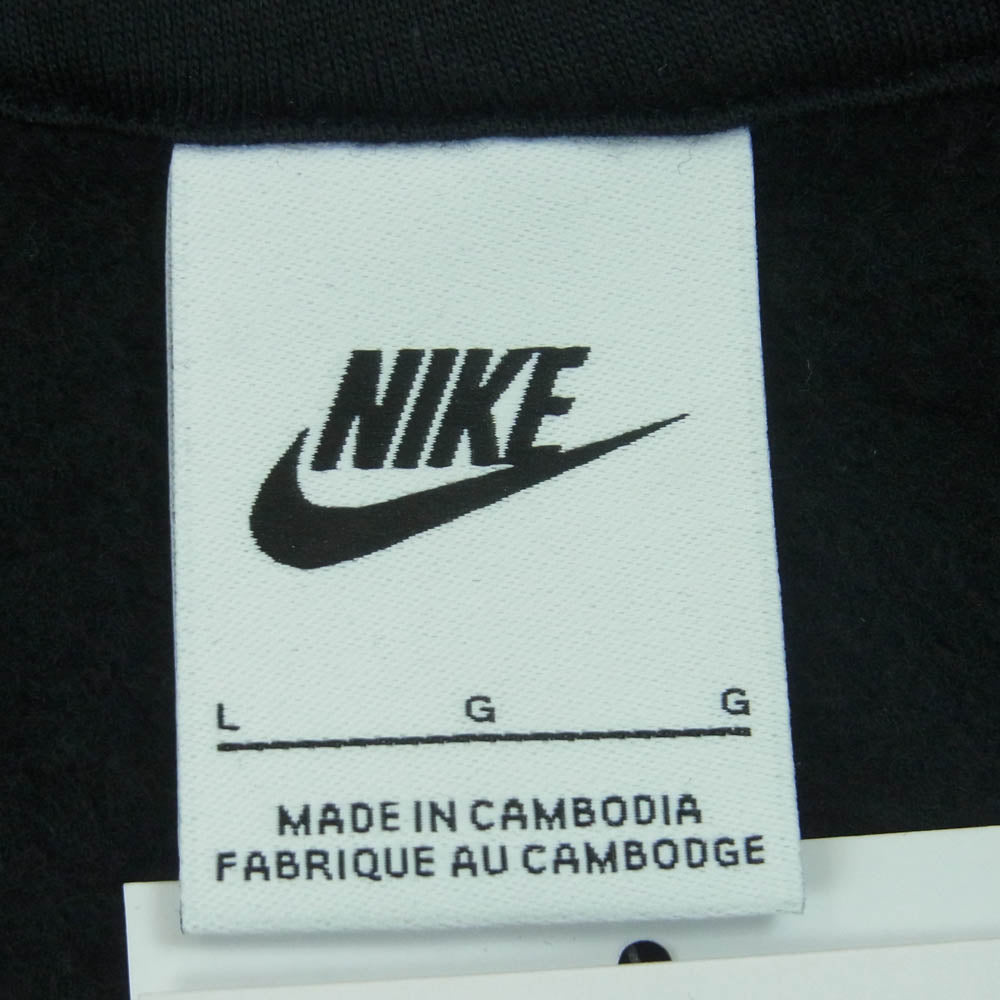 NIKE
L G G
MADE IN CAMBODIA
FABRIQUE AU CAMBODGE